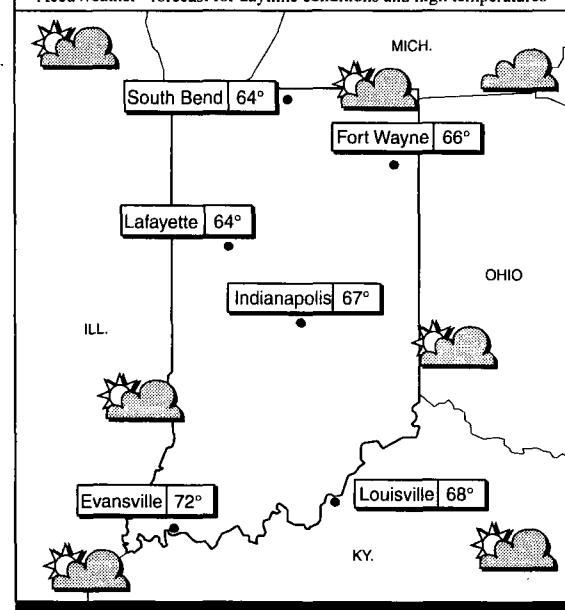 forecast for daytime conditions and high temperatures
MICH.
South Bend 64°
Fort Wayne 66°
Lafayette 64°
OHIO
Indianapolis 67°
ILL.
Evansville 72°
Louisville 68°
KY.